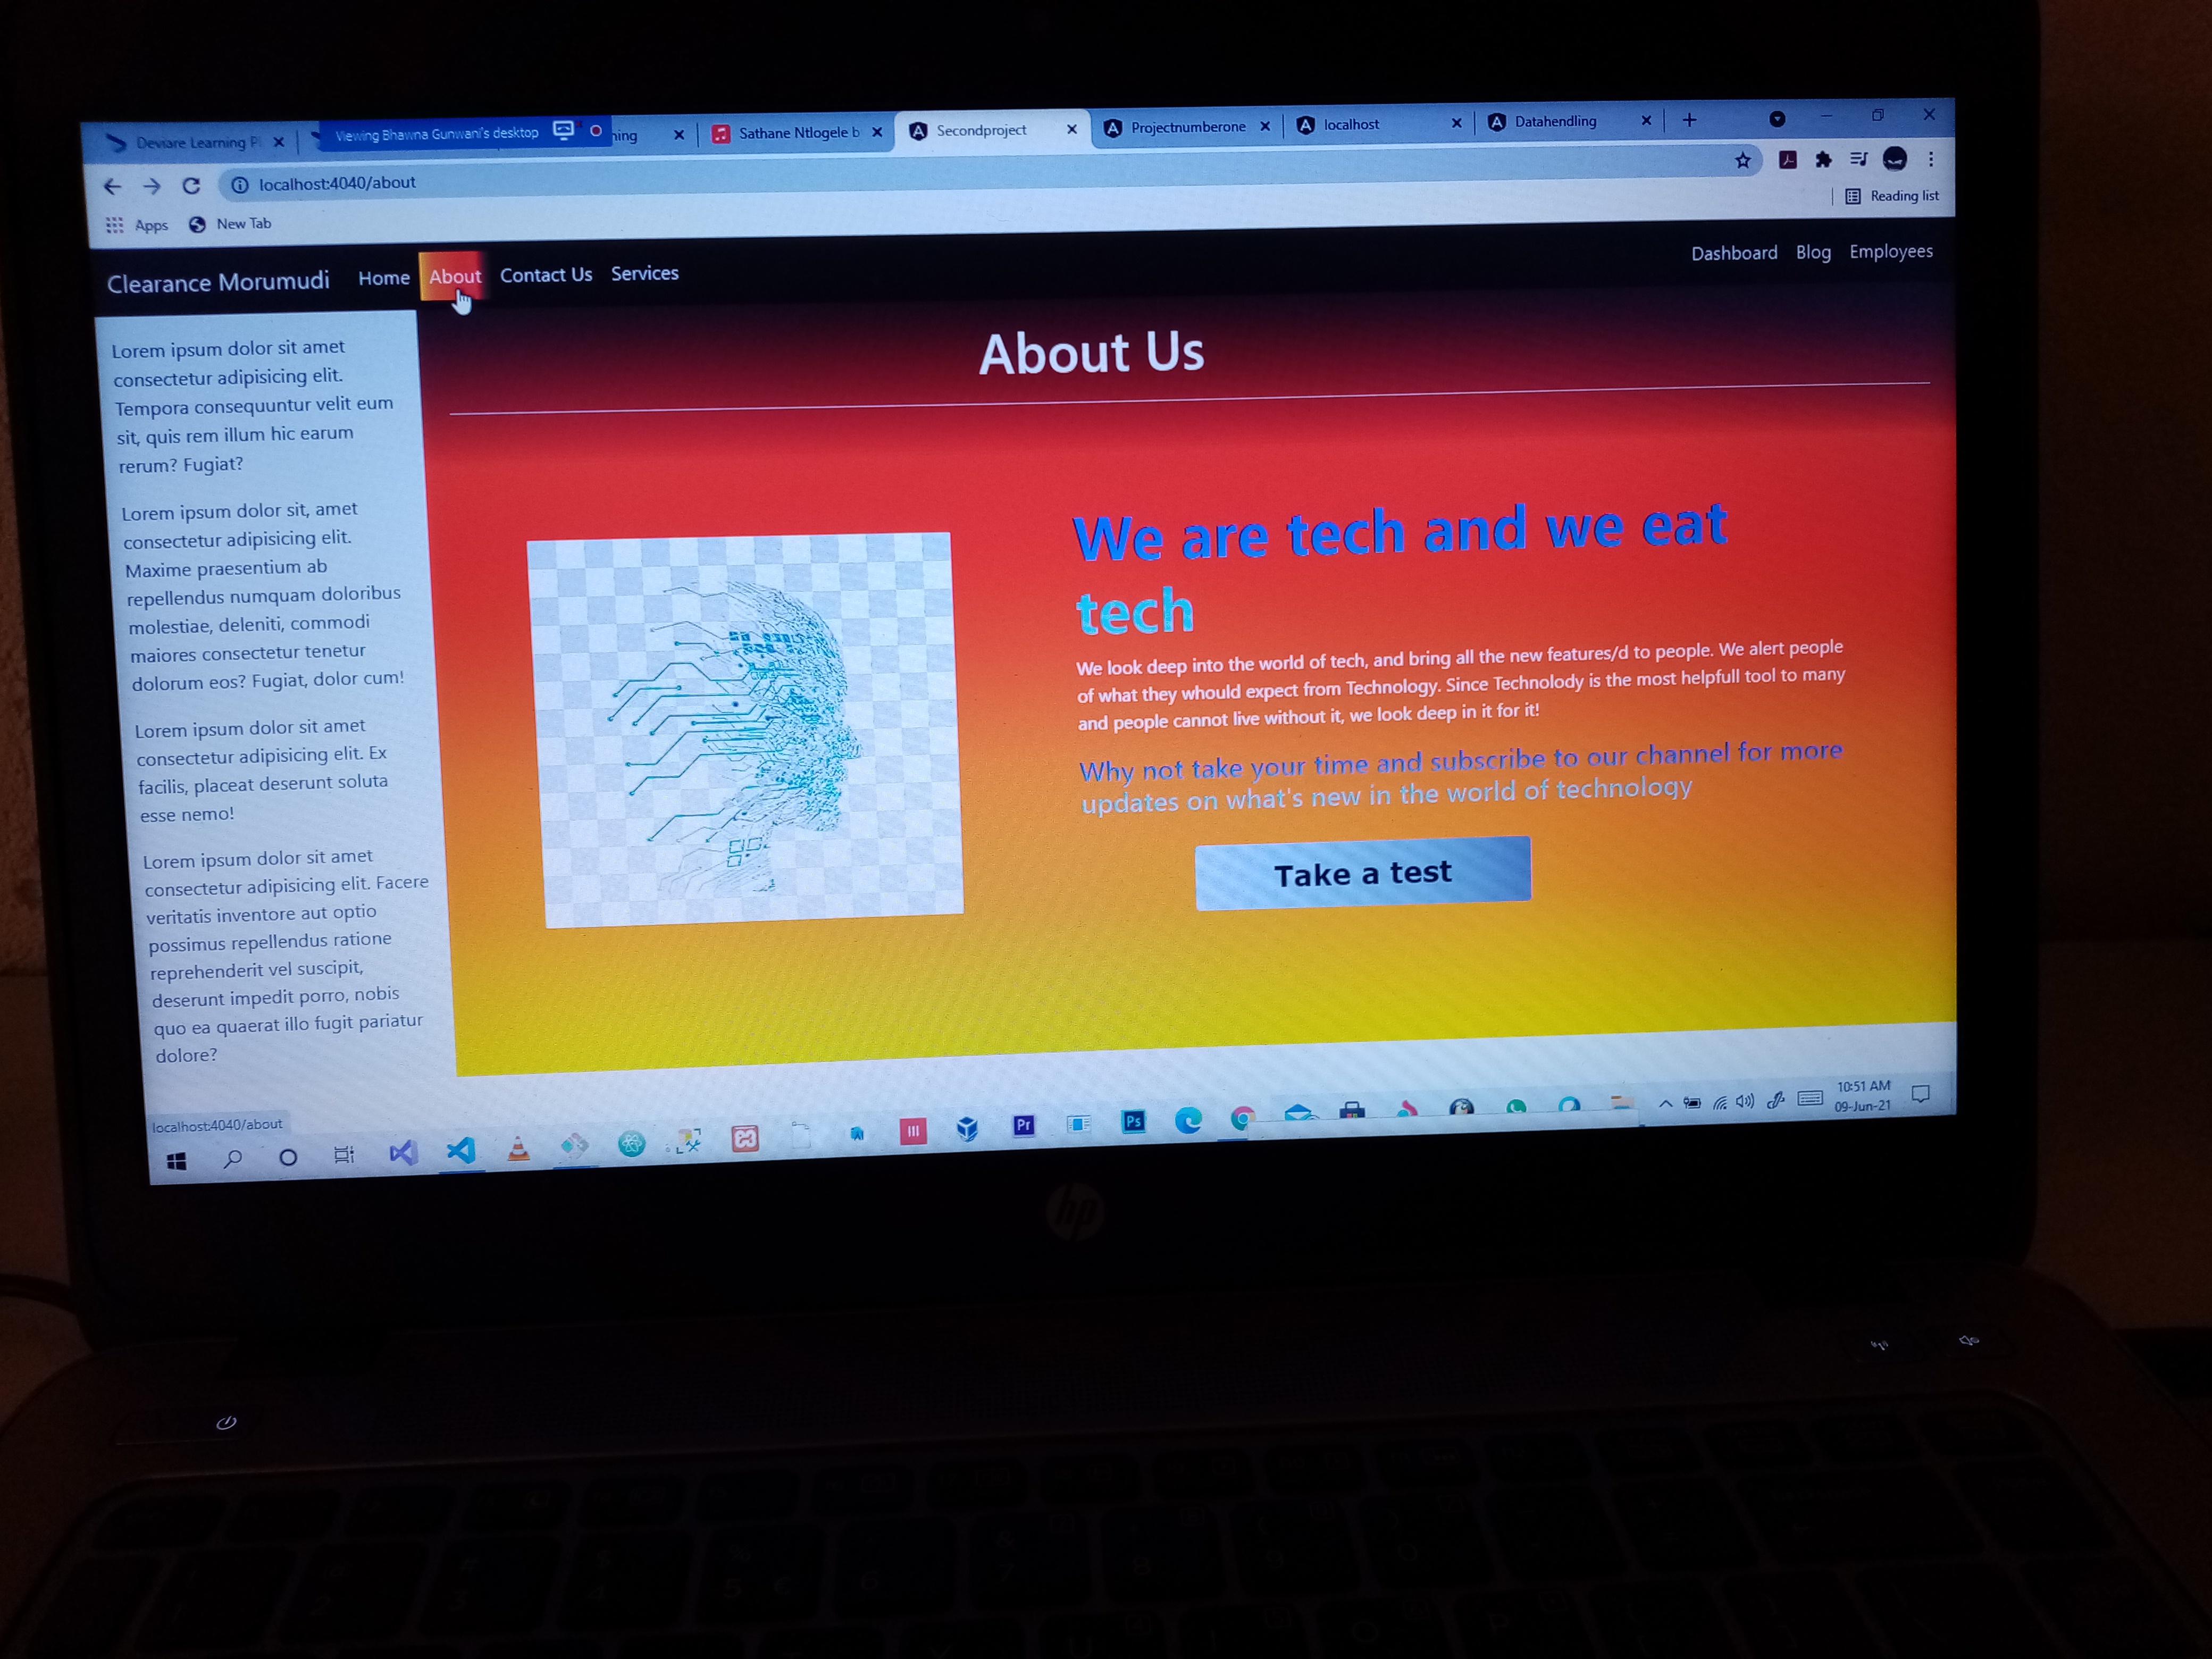 Deviare Learning Pl
Viewing Bhawna Gunwani's desktop
ning
Sathane Ntlogele b
Secondproject
Projectnumberone
localhost
Datahendling
localhost:4040/about
Reading list
Apps
New Tab
Clearance Morumudi
Home
About
Contact Us
Services
Dashboard
Blog
Employees
Lorem ipsum dolor sit amet
consectetur adipisicing elit.
Tempora consequuntur velit eum
sit, quis rem illum hic earum
rerum? Fugiat?
Lorem ipsum dolor sit, amet
consectetur adipisicing elit.
Maxime praesentium ab
repellendus numquam doloribus
molestiae, deleniti, commodi
maiores consectetur tenetur
dolorum eos? Fugiat, dolor cum!
Lorem ipsum dolor sit amet
consectetur adipisicing elit. Ex
facilis, placeat deserunt soluta
esse nemo!
Lorem ipsum dolor sit amet
consectetur adipisicing elit. Facere
veritatis inventore aut optio
possimus repellendus ratione
reprehenderit vel suscipit,
deserunt impedit porro, nobis
quo ea quaerat illo fugit pariatur
dolore?
About Us
We are tech and we eat
tech
We look deep into the world of tech, and bring all the new features/d to people. We alert people
of what they whould expect from Technology. Since Technolody is the most helpfull tool to many
and people cannot live without it, we look deep in it for it!
Why not take your time and subscribe to our channel for more
updates on what's new in the world of technology
Take a test
localhost:4040/about
Pr
Ps
10:51 AM
09-Jun-21
hp